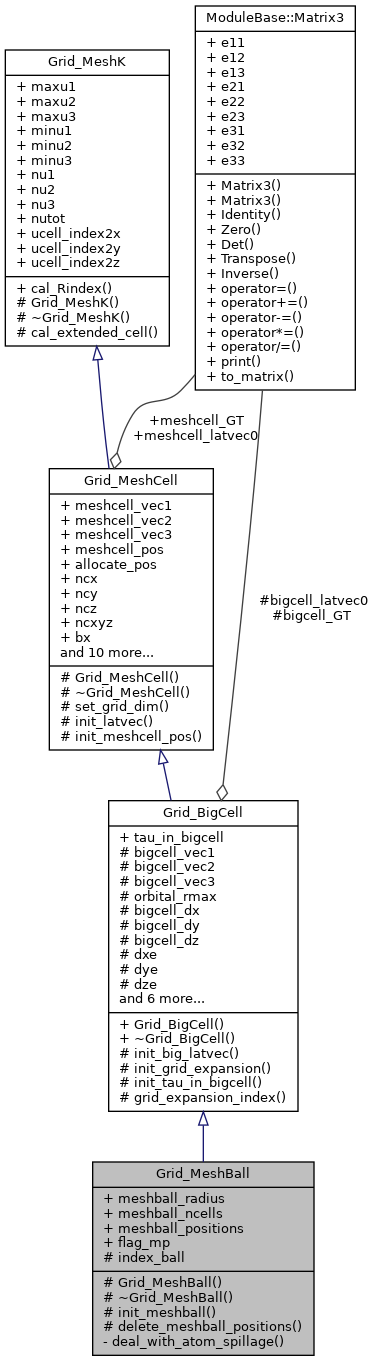 Grid_MeshK
+ maxu1
+ maxu2
+ maxu3
+ minu1
+ minu2
+ minu3
+ nu1
+ nu2
+ nu3
+ nutot
+ ucell_index2x
+ ucell_index2y
+ ucell_index2z
+ cal_Rindex()
# Grid_MeshK()
# ~Grid_MeshK()
# cal_extended_cell()
ModuleBase::Matrix3
+ e11
+ e12
+ e13
+ e21
+ e22
+ e23
+ e31
+ e32
+ e33
+ Matrix3()
+ Matrix3()
+ Identity()
+ Zero()
+ Det()
+ Transpose()
+ Inverse()
+ operator=()
+ operator+=()
+ operator-=()
+ operator*=()
+ operator/=()
+ print()
+ to_matrix()
+meshcell_GT
+meshcell_latvec0
Grid_MeshCell
+ meshcell_vec1
+ meshcell_vec2
+ meshcell_vec3
+ meshcell_pos
+ allocate_pos
+ ncx
+ ncy
+ ncz
+ ncxyz
+ bx
and 10 more...
# Grid_MeshCell()
# ~Grid_MeshCell()
# set_grid_dim()
# init_latvec()
# init_meshcell_pos()
#bigcell_latvec0
#bigcell_GT
Grid_BigCell
+ tau_in_bigcell
# bigcell_vec1
# bigcell_vec2
# bigcell_vec3
# orbital_rmax
# bigcell_dx
# bigcell_dy
# bigcell_dz
# dxe
# dye
# dze
and 6 more...
+ Grid_BigCell()
+ ~Grid_BigCell()
# init_big_latvec()
# init_grid_expansion()
# init_tau_in_bigcell()
# grid_expansion_index()
Grid_MeshBall
+ meshball_radius
+ meshball_ncells
+ meshball_positions
+ flag_mp
# index_ball
# Grid_MeshBall()
# ~Grid_MeshBall()
# init_meshball()
# delete_meshball_positions()
- deal_with_atom_spillage()